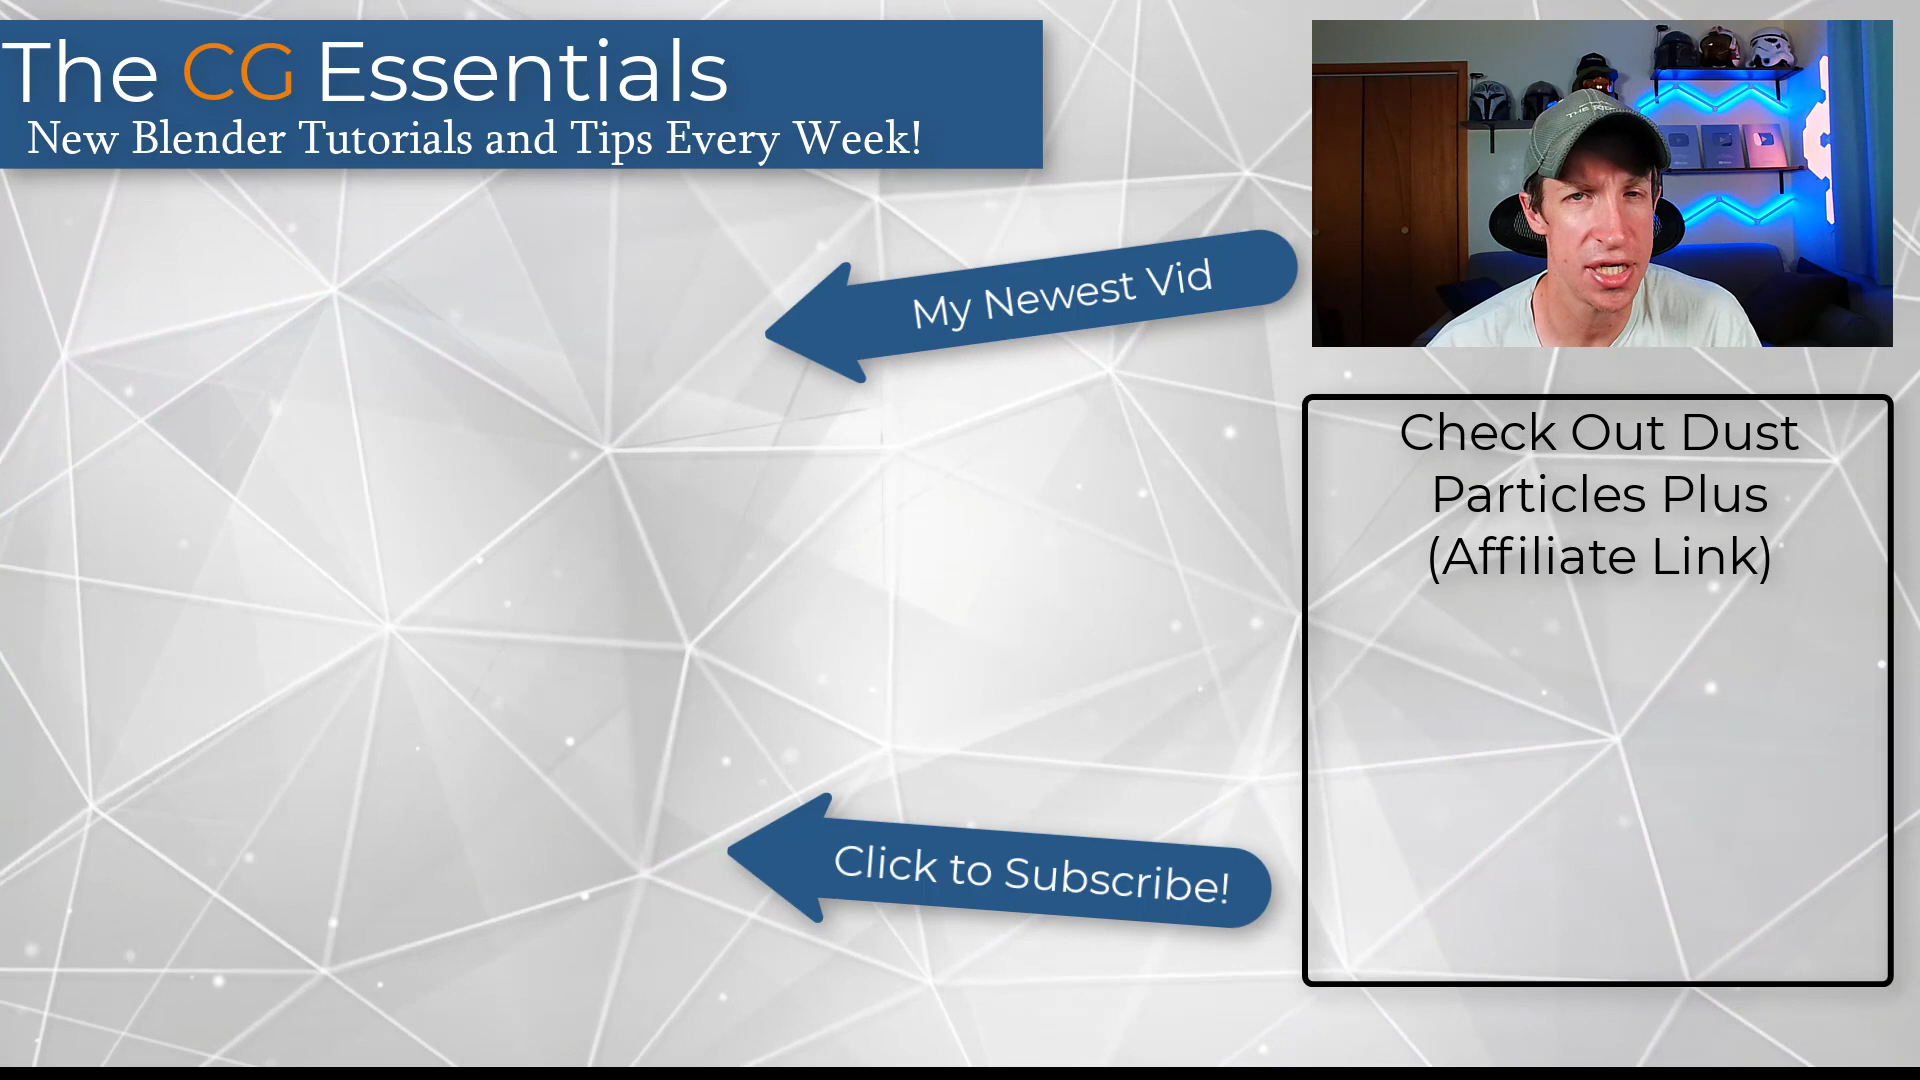 The CG Essentials
New Blender Tutorials and Tips Every Week!
My Newest Vid
Check Out Dust
Particles Plus
(Affiliate Link)
Click to Subscribe!